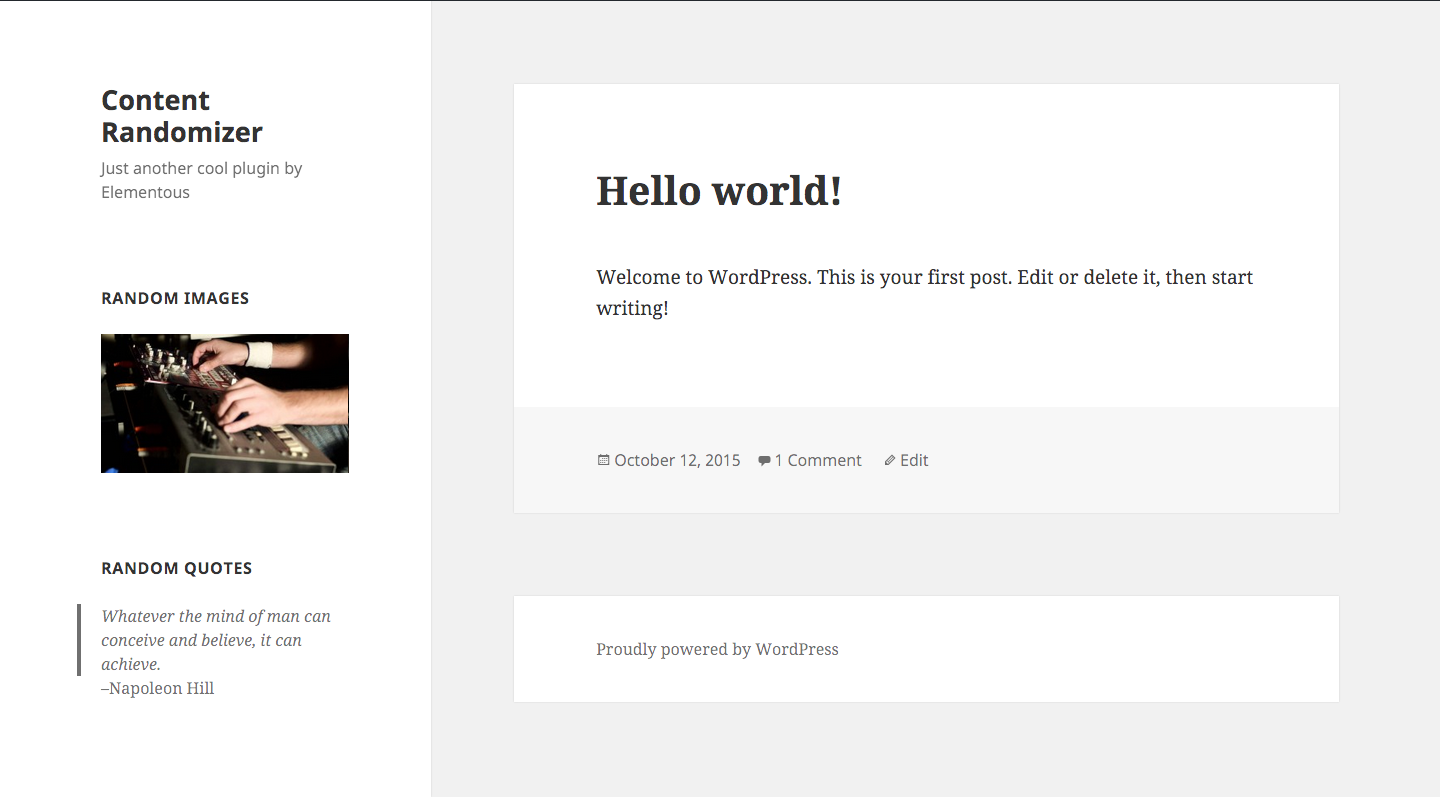 Content
Randomizer
Just another cool plugin by
Elementous
RANDOM IMAGES
RANDOM QUOTES
Whatever the mind of man can
conceive and believe, it can
achieve.
–Napoleon Hill
Hello world!
Welcome to WordPress. This is your first post. Edit or delete it, then start
writing!
October 12, 2015 1 Comment Edit
Proudly powered by WordPress